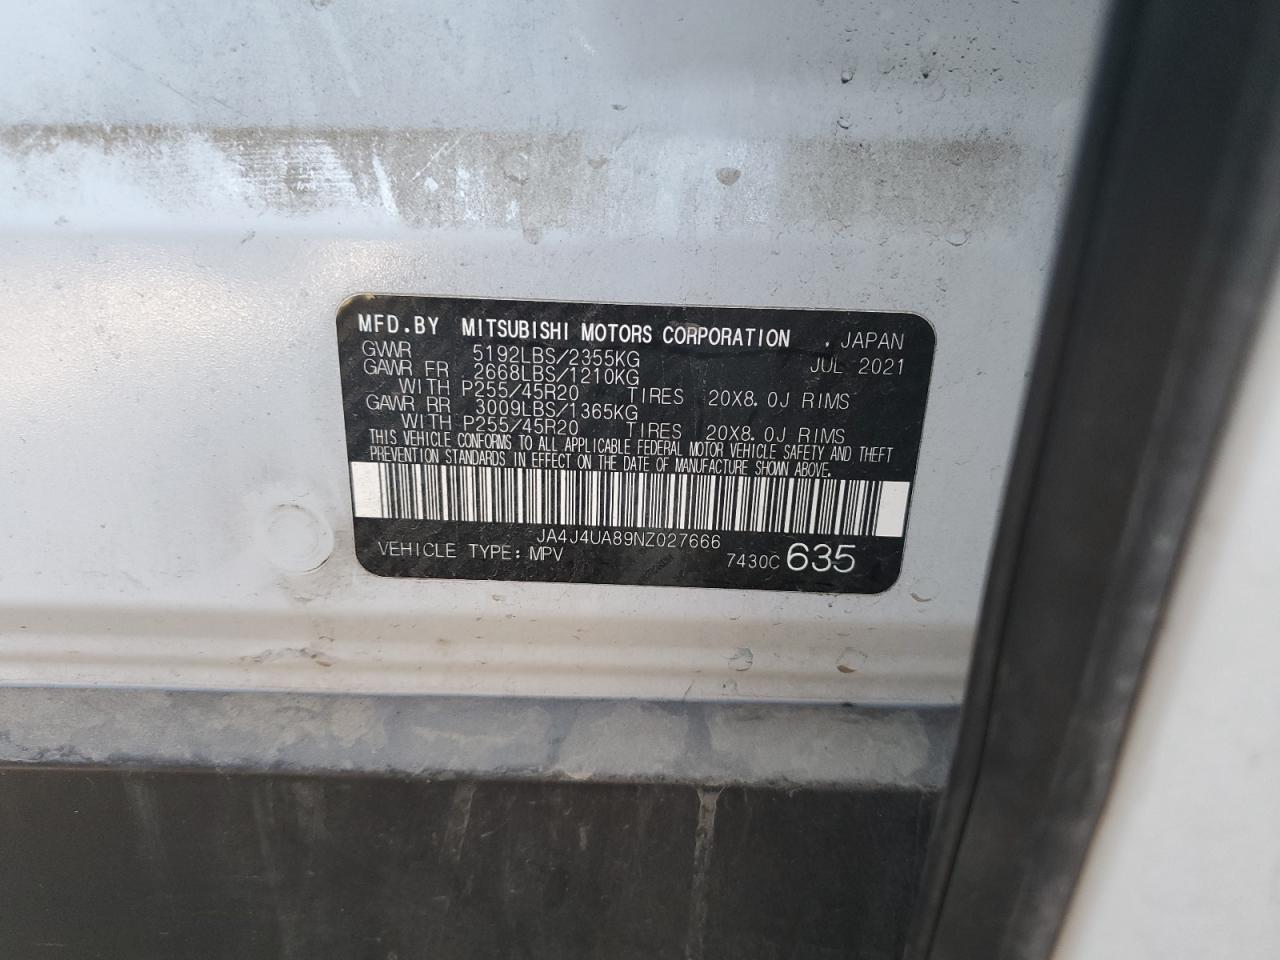 MFD.BY MITSUBISHI MOTORS CORPORATION . JAPAN
GVWR 5192LBS/2355KG JUL 2021
GAWR FR 2668LBS/1210KG
WITH P255/45R20 TIRES 20X8.0J RIMS
GAWR RR 3009LBS/1365KG
WITH P255/45R20 TIRES 20X8.0J RIMS
THIS VEHICLE CONFORMS TO ALL APPLICABLE FEDERAL MOTOR VEHICLE SAFETY AND THEFT
PREVENTION STANDARDS IN EFFECT ON THE DATE OF MANUFACTURE SHOWN ABOVE.
JA4J4UA89NZ027666
VEHICLE TYPE: MPV 7430C 635